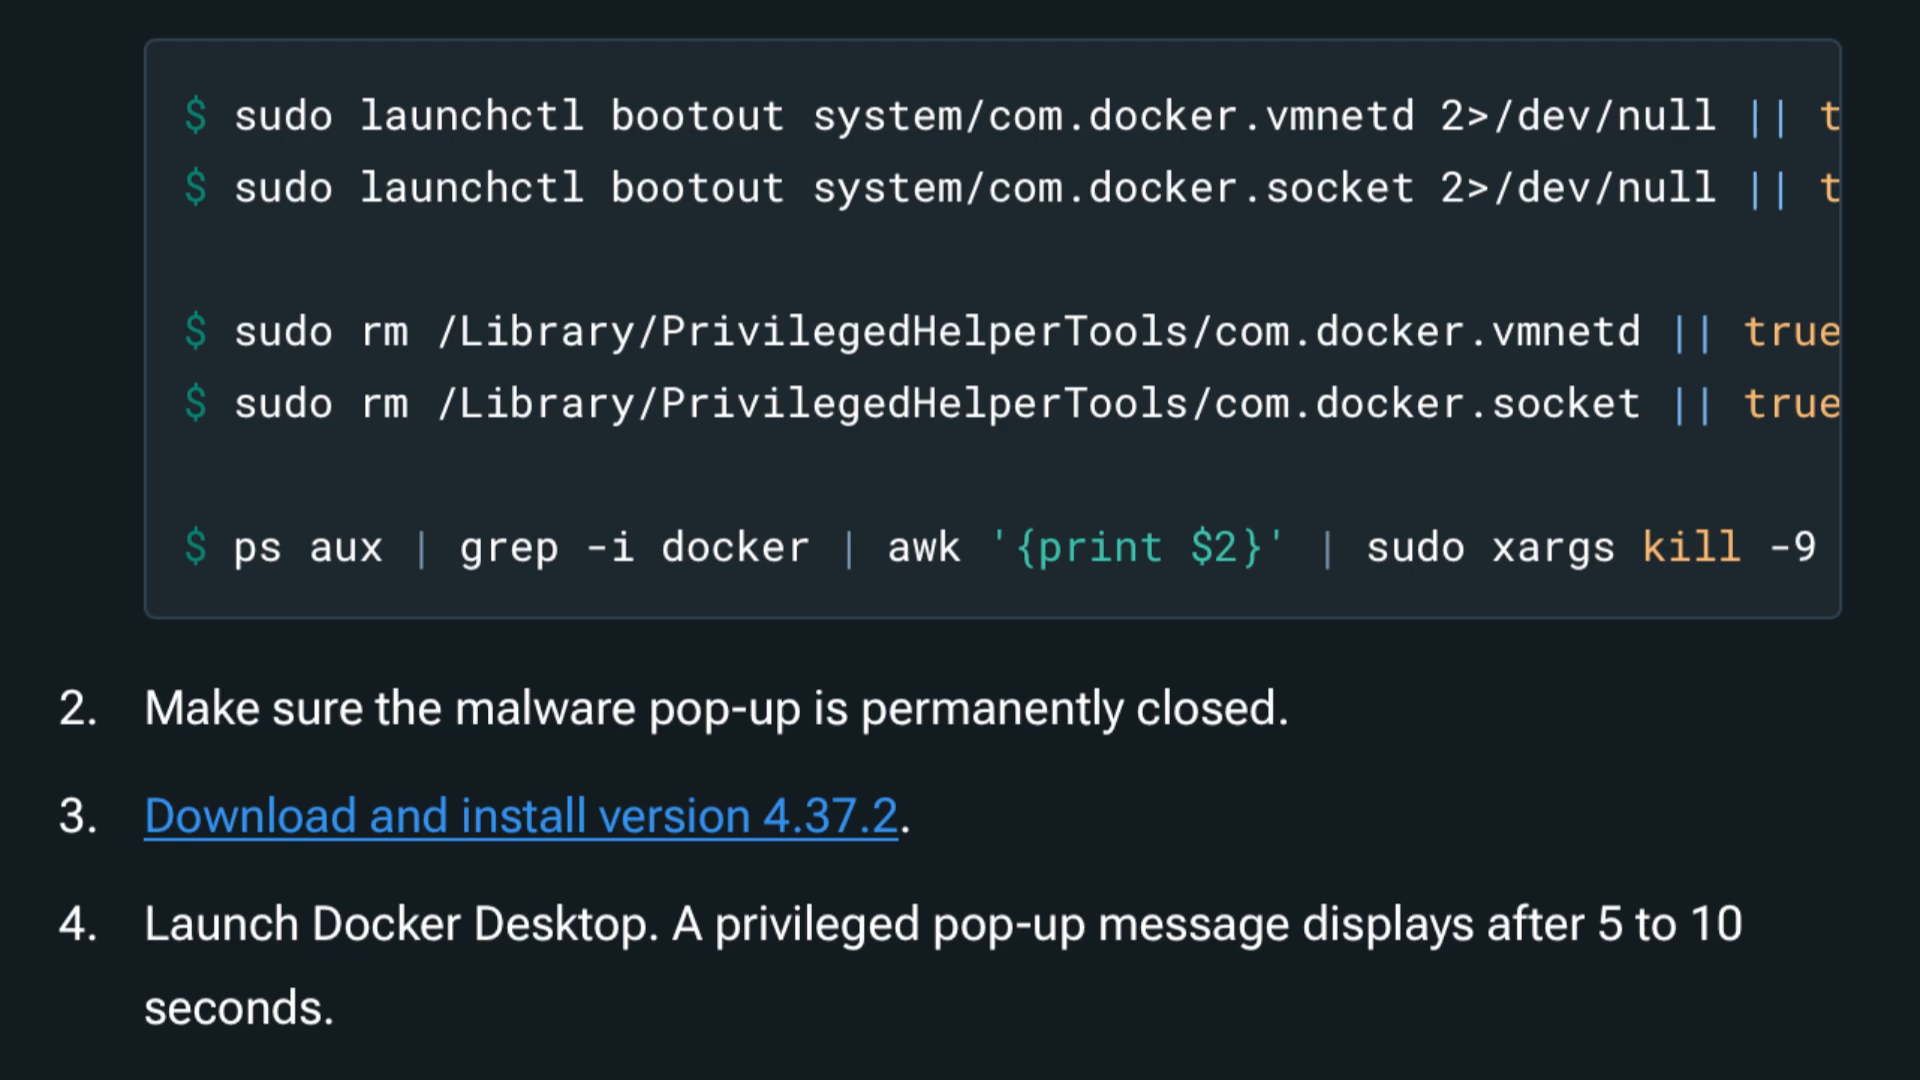 $ sudo launchctl bootout system/com.docker.vmnetd 2>/dev/null || t
$ sudo launchctl bootout system/com.docker.socket 2>/dev/null || t
$ sudo rm /Library/PrivilegedHelperTools/com.docker.vmnetd || true
$ sudo rm /Library/PrivilegedHelperTools/com.docker.socket || true
$ ps aux | grep -i docker | awk '{print $2}' | sudo xargs kill -9
2. Make sure the malware pop-up is permanently closed.
3. Download and install version 4.37.2.
4. Launch Docker Desktop. A privileged pop-up message displays after 5 to 10
seconds.